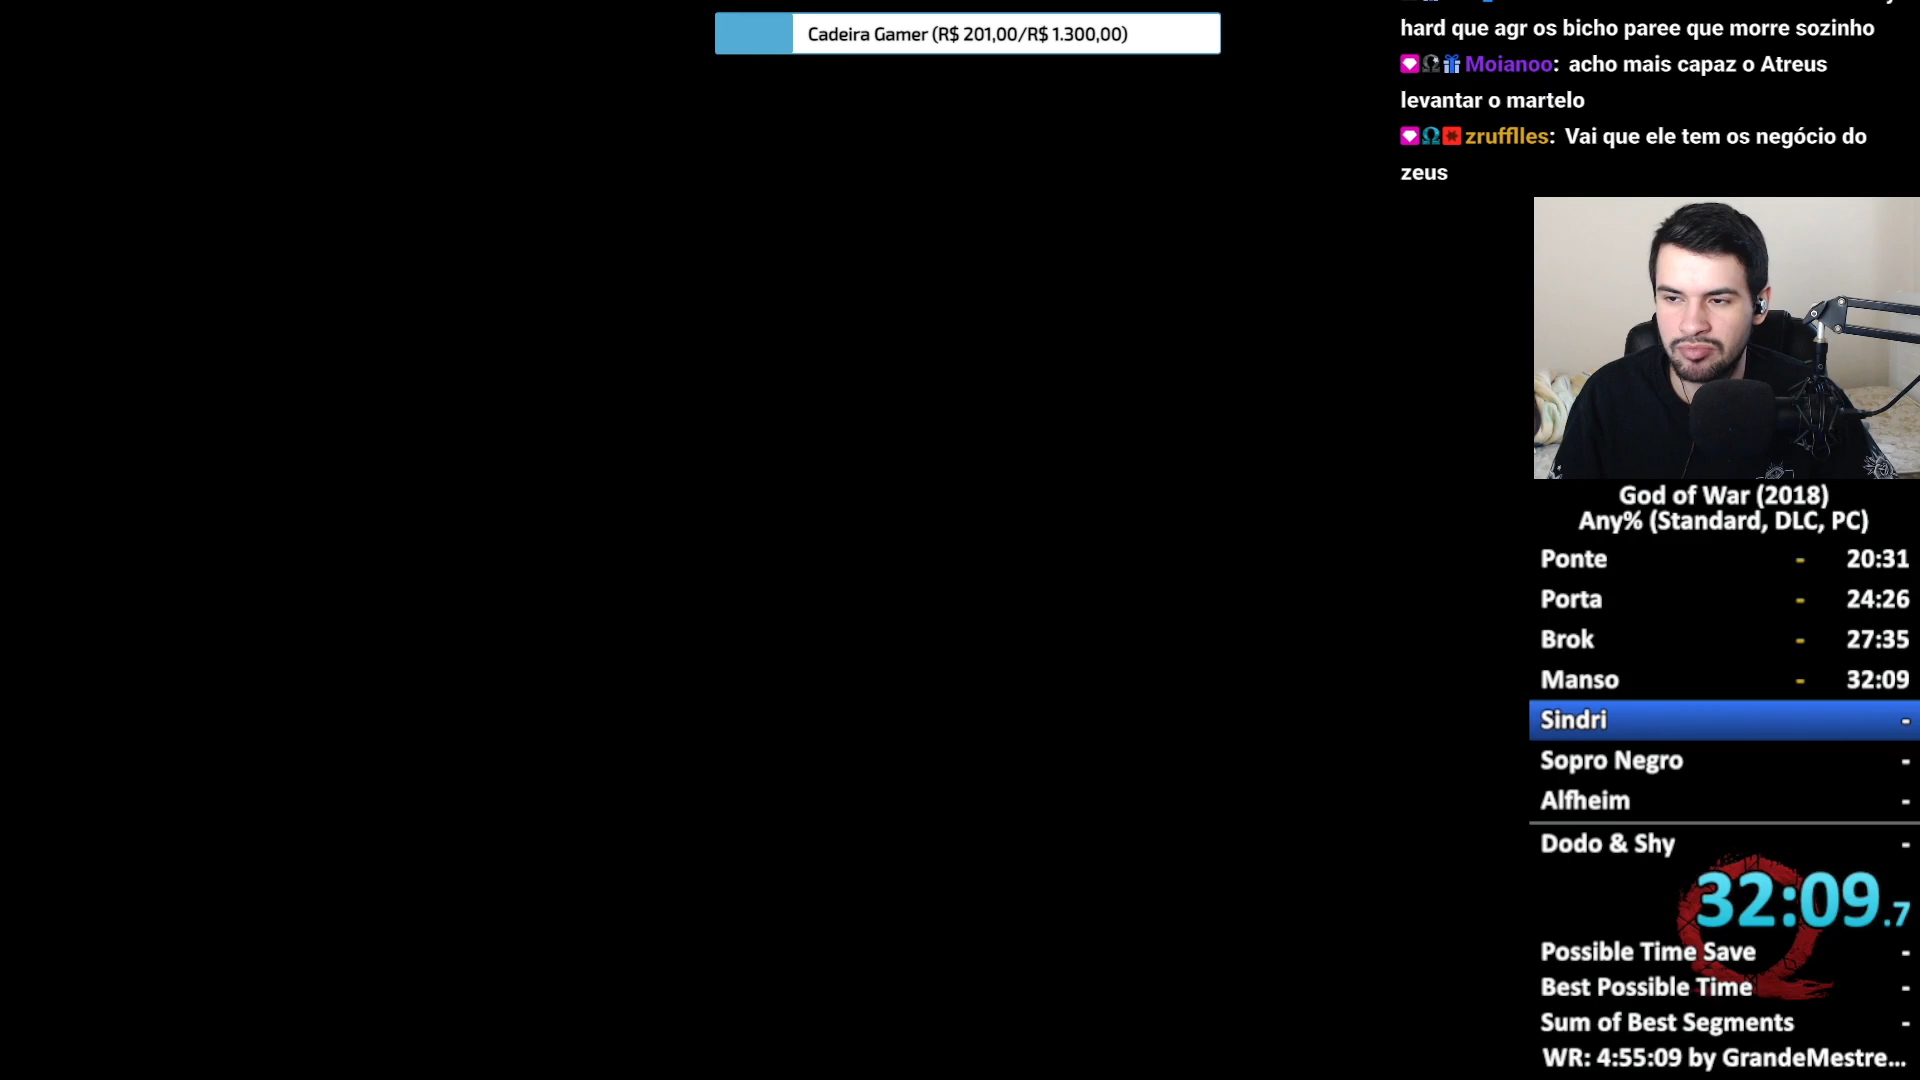 Cadeira Gamer (R$ 201,00/R$ 1.300,00)
hard que agr os bicho paree que morre sozinho
Moianoo: acho mais capaz o Atreus
levantar o martelo
zrufflles: Vai que ele tem os negócio do
zeus
God of War (2018)
Any% (Standard, DLC, PC)
Ponte - 20:31
Porta - 24:26
Brok - 27:35
Manso - 32:09
Sindri -
Sopro Negro -
Alfheim -
Dodo & Shy -
32:09.7
Possible Time Save -
Best Possible Time -
Sum of Best Segments -
WR: 4:55:09 by GrandeMestre...